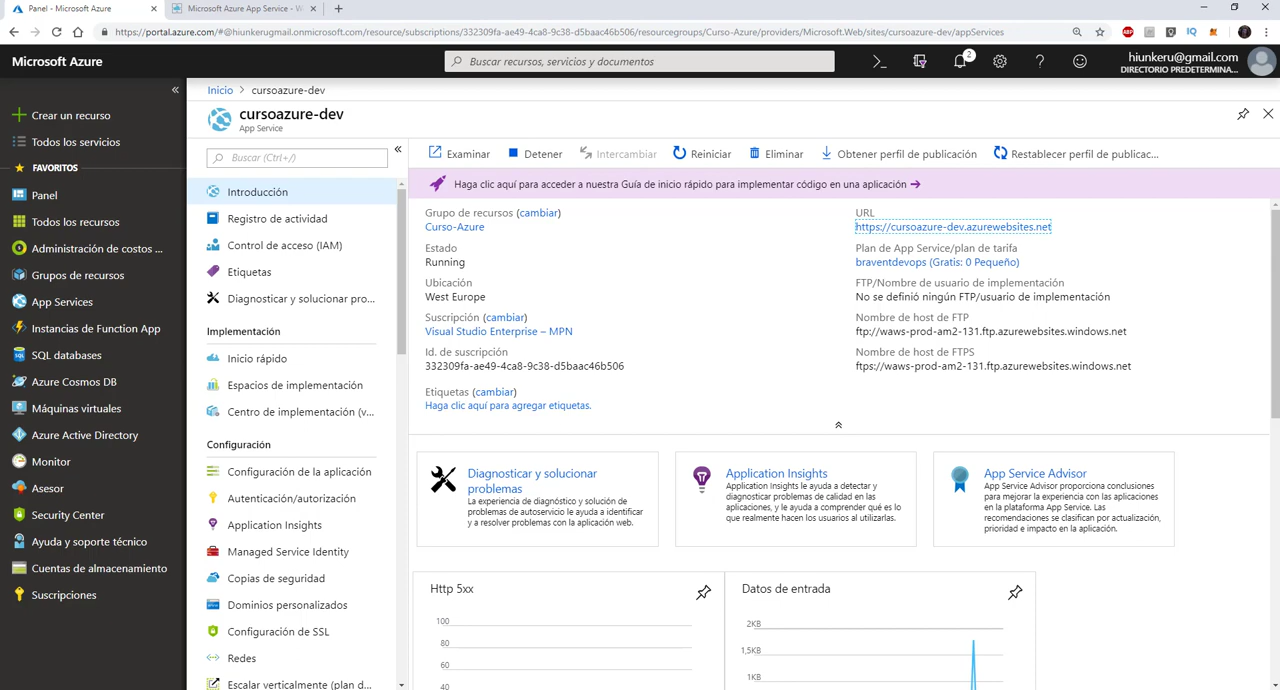 Panel - Microsoft Azure
Microsoft Azure App Service - W
https://portal.azure.com/#@hiunkerugmail.onmicrosoft.com/resource/subscriptions/332309fa-ae49-4ca8-9c38-d5baac46b506/resourcegroups/Curso-Azure/providers/Microsoft.Web/sites/cursoazure-dev/appServices
Microsoft Azure
Buscar recursos, servicios y documentos
2
hiunkeru@gmail.com
DIRECTORIO PREDETERMINA...
Crear un recurso
Todos los servicios
FAVORITOS
Panel
Todos los recursos
Administración de costos ...
Grupos de recursos
App Services
Instancias de Function App
SQL databases
Azure Cosmos DB
Máquinas virtuales
Azure Active Directory
Monitor
Asesor
Security Center
Ayuda y soporte técnico
Cuentas de almacenamiento
Suscripciones
Inicio > cursoazure-dev
cursoazure-dev
App Service
Buscar (Ctrl+/)
Introducción
Registro de actividad
Control de acceso (IAM)
Etiquetas
Diagnosticar y solucionar pro...
Implementación
Inicio rápido
Espacios de implementación
Centro de implementación (v...
Configuración
Configuración de la aplicación
Autenticación/autorización
Application Insights
Managed Service Identity
Copias de seguridad
Dominios personalizados
Configuración de SSL
Redes
Escalar verticalmente (plan d...
Examinar
Detener
Intercambiar
Reiniciar
Eliminar
Obtener perfil de publicación
Restablecer perfil de publicac...
Haga clic aquí para acceder a nuestra Guía de inicio rápido para implementar código en una aplicación →
Grupo de recursos (cambiar)
Curso-Azure
Estado
Running
Ubicación
West Europe
Suscripción (cambiar)
Visual Studio Enterprise – MPN
Id. de suscripción
332309fa-ae49-4ca8-9c38-d5baac46b506
Etiquetas (cambiar)
Haga clic aquí para agregar etiquetas.
URL
https://cursoazure-dev.azurewebsites.net
Plan de App Service/plan de tarifa
braventdevops (Gratis: 0 Pequeño)
FTP/Nombre de usuario de implementación
No se definió ningún FTP/usuario de implementación
Nombre de host de FTP
ftp://waws-prod-am2-131.ftp.azurewebsites.windows.net
Nombre de host de FTPS
ftps://waws-prod-am2-131.ftp.azurewebsites.windows.net
Diagnosticar y solucionar
problemas
La experiencia de diagnóstico y solución de
problemas de autoservicio le ayuda a identificar
y a resolver problemas con la aplicación web.
Application Insights
Application Insights le ayuda a detectar y
diagnosticar problemas de calidad en las
aplicaciones, y le ayuda a comprender qué es lo
que realmente hacen los usuarios al utilizarlas.
App Service Advisor
App Service Advisor proporciona conclusiones
para mejorar la experiencia con las aplicaciones
en la plataforma App Service. Las
recomendaciones se clasifican por actualización,
prioridad e impacto en la aplicación.
Http 5xx
100
80
60
40
Datos de entrada
2KB
1,5KB
1KB